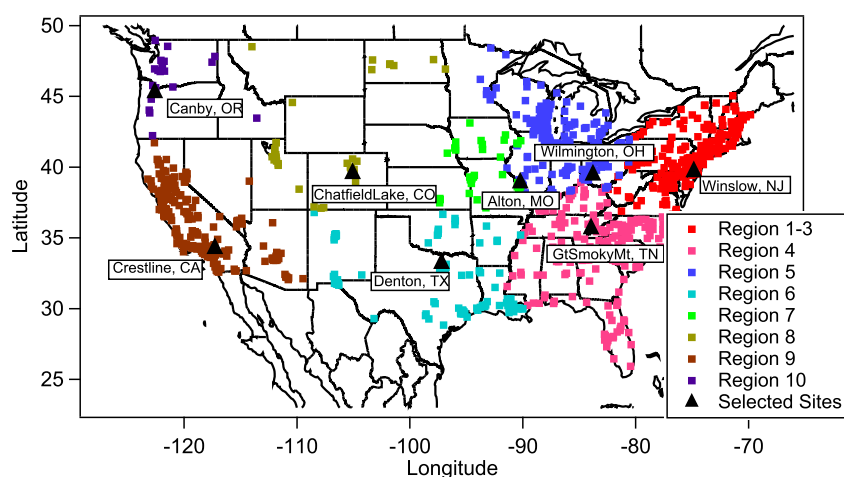 50
45
40
35
30
25
Latitude
Canby, OR
ChatfieldLake, CO
Wilmington, OH
Alton, MO
Winslow, NJ
GtSmokyMt, TN
Crestline, CA
Denton, TX
Region 1-3
Region 4
Region 5
Region 6
Region 7
Region 8
Region 9
Region 10
Selected Sites
-120
-110
-100
-90
-80
-70
Longitude